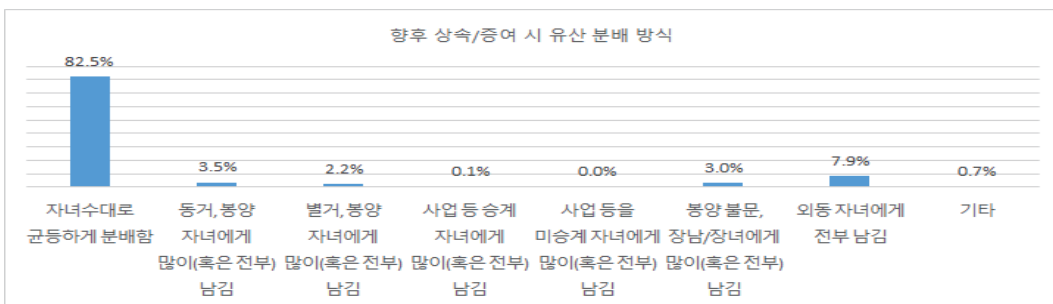 향후 상속/증여 시 유산 분배 방식
82.5%
3.5%
2.2%
0.1%
0.0%
3.0%
7.9%
0.7%
자녀수대로
균등하게 분배함
동거,봉양
자녀에게
많이(혹은 전부)
남김
별거,봉양
자녀에게
많이(혹은 전부)
남김
사업 등 승계
자녀에게
많이(혹은 전부)
남김
사업 등을
미승계 자녀에게
많이(혹은 전부)
남김
봉양 불문,
장남/장녀에게
많이(혹은 전부)
남김
외동 자녀에게
전부 남김
기타